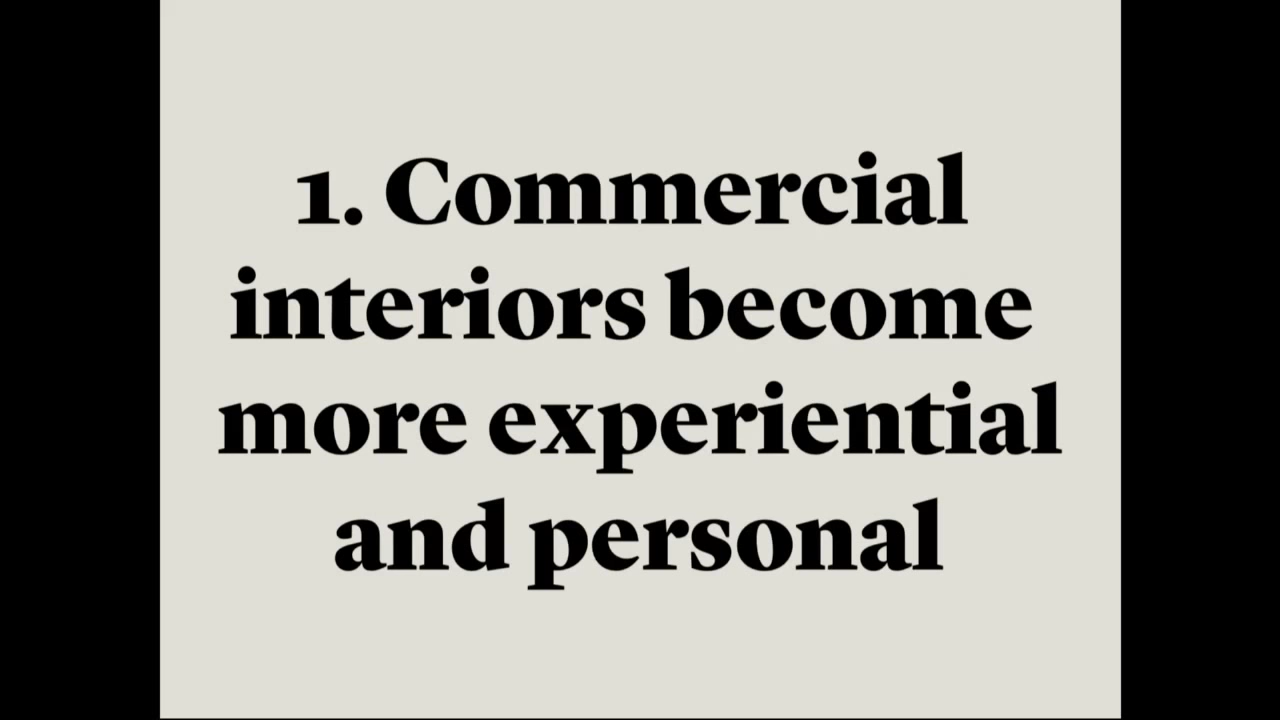 1. Commercial
interiors become
more experiential
and personal